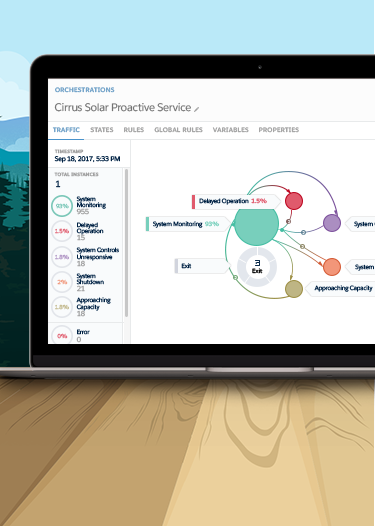 ORCHESTRATIONS
Cirrus Solar Proactive Service
TRAFFIC STATES RULES GLOBAL RULES VARIABLES PROPERTIES
TIMESTAMP
Sep 18, 2017, 5:33 PM
TOTAL INSTANCES
1
93%
System
Monitoring
955
1.5%
Delayed
Operation
15
1.8%
System Controls
Unresponsive
18
2%
System
Shutdown
21
1.8%
Approaching
Capacity
18
0%
Error
0
Delayed Operation 1.5%
System Monitoring 93%
System
Exit
3
Exit
System
Approaching Capacity